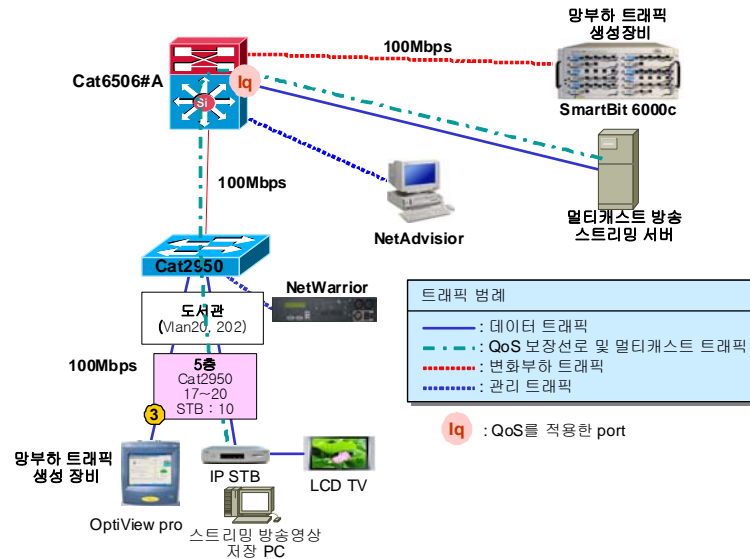 망부하 트래픽
생성장비
100Mbps
Cat6506#A
Iq
Si
SmartBit 6000c
100Mbps
멀티캐스트 방송
스트리밍 서버
NetAdvisior
Cat2950
NetWarrior
도서관
(Vlan20, 202)
트래픽 범례
: 데이터 트래픽
: QoS 보장선로 및 멀티캐스트 트래픽
: 변화부하 트래픽
: 관리 트래픽
100Mbps
5층
Cat2950
17~20
STB : 10
3
Iq : QoS를 적용한 port
망부하 트래픽
생성 장비
IP STB
LCD TV
OptiView pro
스트리밍 방송영상
저장 PC